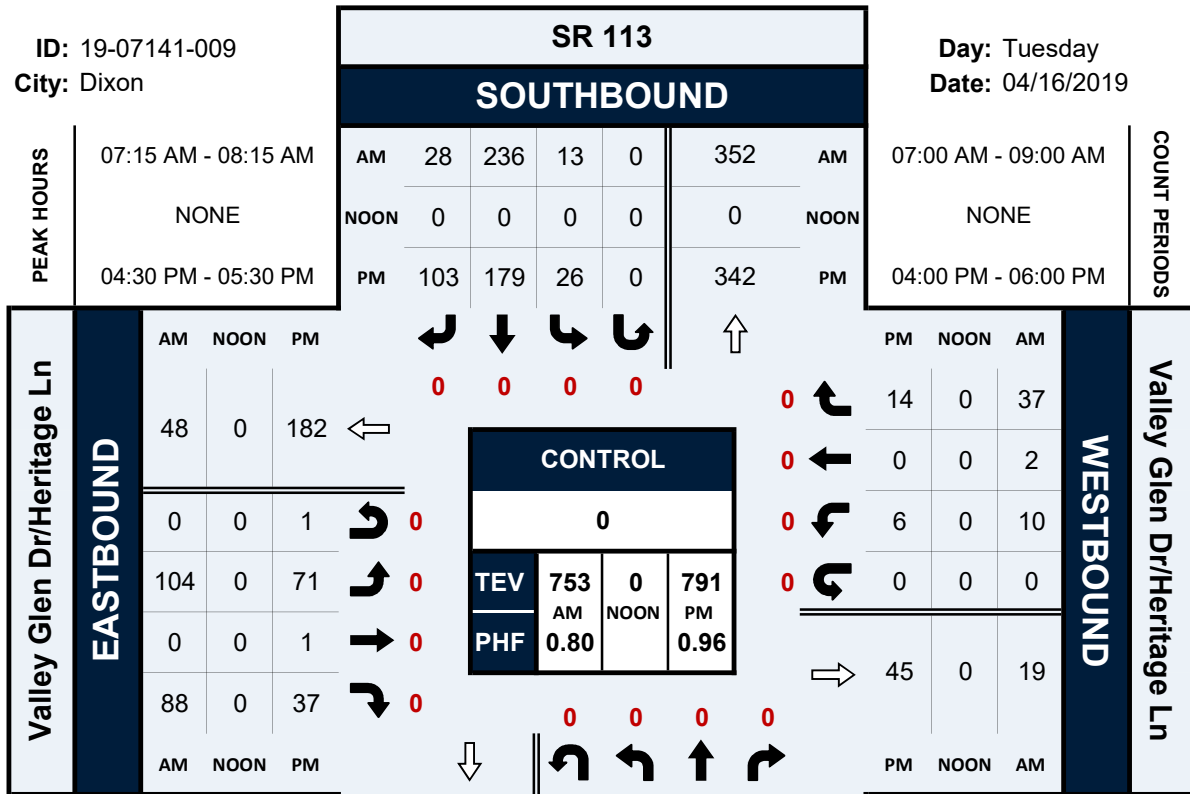 ID: 19-07141-009
City: Dixon
SR 113
SOUTHBOUND
Day: Tuesday
Date: 04/16/2019
PEAK HOURS
07:15 AM - 08:15 AM
NONE
04:30 PM - 05:30 PM
AM 28 236 13 0 352 AM
NOON 0 0 0 0 0 NOON
PM 103 179 26 0 342 PM
07:00 AM - 09:00 AM
NONE
04:00 PM - 06:00 PM
COUNT PERIODS
0 0 0 0
Valley Glen Dr/Heritage Ln
EASTBOUND
AM NOON PM
48 0 182
0 0 1 0
104 0 71 0
0 0 1 0
88 0 37 0
AM NOON PM
CONTROL
0
TEV 753 0 791
AM NOON PM
PHF 0.80 0.96
PM NOON AM
0 14 0 37
0 0 0 2
0 6 0 10
0 0 0 0
45 0 19
PM NOON AM
WESTBOUND
Valley Glen Dr/Heritage Ln
0 0 0 0